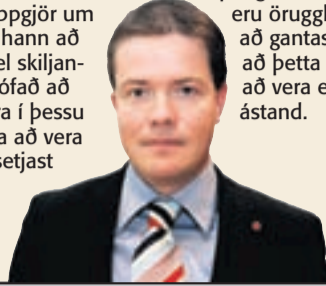 ppgjör um
hann að
el skiljan-
ófað að
a í þessu
a að vera
setjast
eru örugg
að gantas
að þetta
að vera e
ástand.